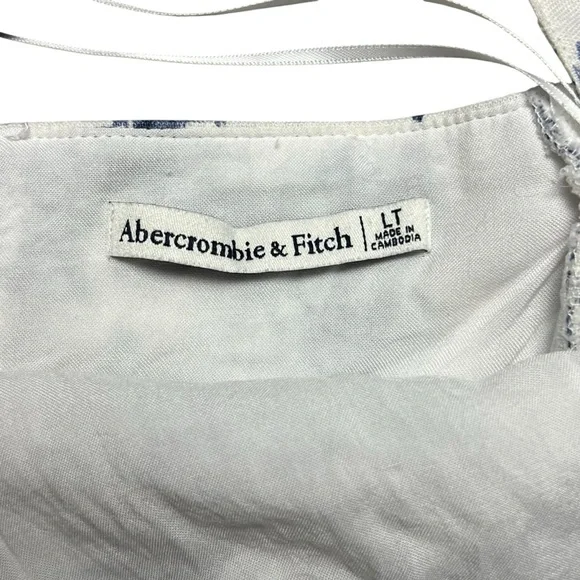 Abercrombie & Fitch
LT
MADE IN
CAMBODIA